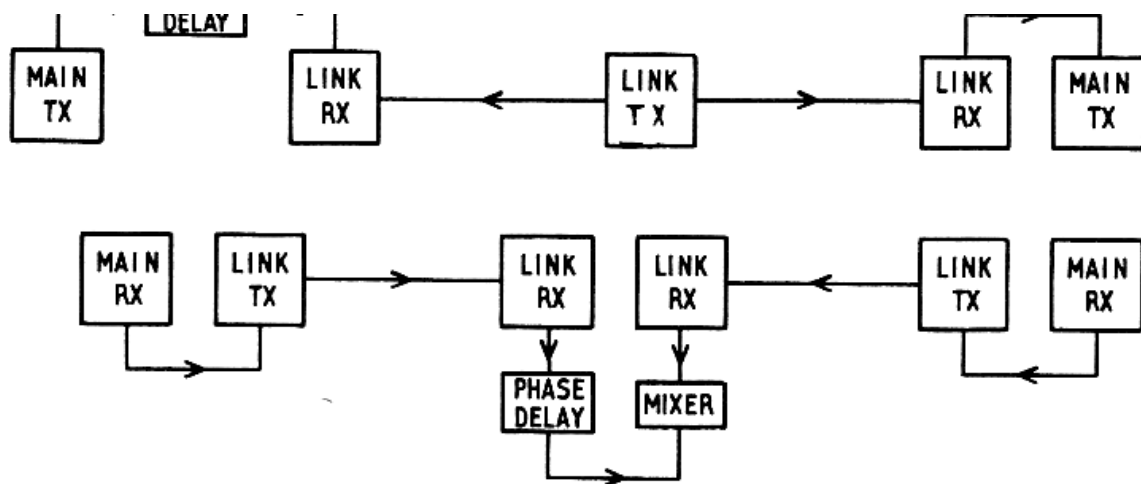 DELAY
MAIN
TX
LINK
RX
LINK
TX
LINK
RX
MAIN
TX
MAIN
RX
LINK
TX
LINK
RX
LINK
RX
LINK
TX
MAIN
RX
PHASE
DELAY
MIXER